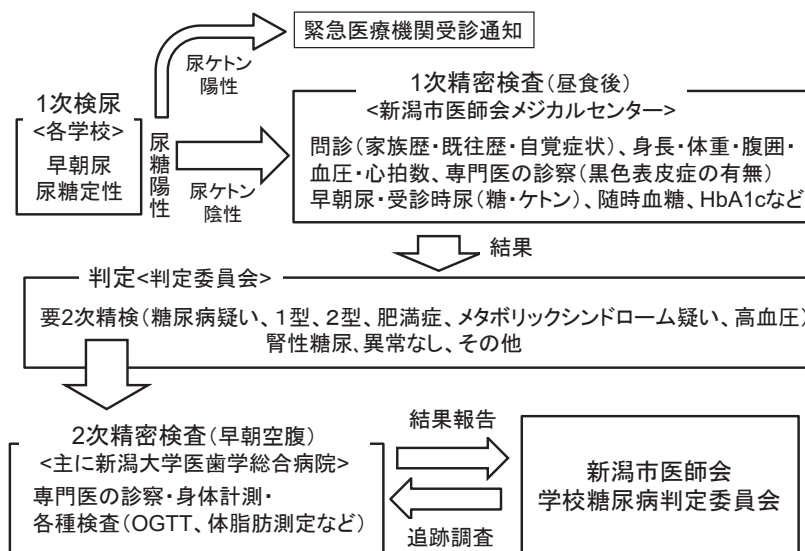 緊急医療機関受診通知
尿ケトン
陽性
1次検尿
<各学校>
早朝尿
尿糖定性
尿糖陽性
尿ケトン
陰性
1次精密検査(昼食後)
<新潟市医師会メジカルセンター>
問診(家族歴・既往歴・自覚症状)、身長・体重・腹囲・
血圧・心拍数、専門医の診察(黒色表皮症の有無)
早朝尿・受診時尿(糖・ケトン)、随時血糖、HbA1cなど
結果
判定<判定委員会>
要2次精検(糖尿病疑い、1型、2型、肥満症、メタボリックシンドローム疑い、高血圧)
腎性糖尿、異常なし、その他
2次精密検査(早朝空腹)
<主に新潟大学医歯学総合病院>
専門医の診察・身体計測・
各種検査(OGTT、体脂肪測定など)
結果報告
追跡調査
新潟市医師会
学校糖尿病判定委員会